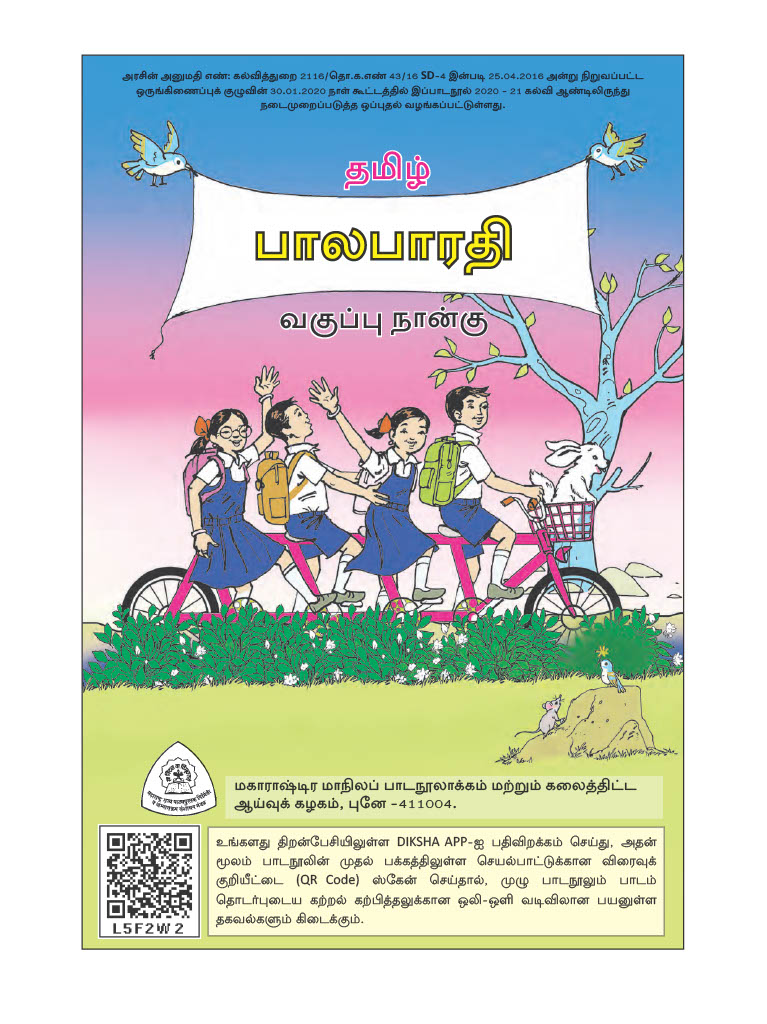 அரசின் அனுமதி எண்: கல்வித்துறை 2116/தொ.க.எண் 43/16 SD-4 இன்படி 25.04.2016 அன்று நிறுவப்பட்ட
ஒருங்கிணைப்புக் குழுவின் 30.01.2020 நாள் கூட்டத்தில் இப்பாடநூல் 2020 - 21 கல்வி ஆண்டிலிருந்து
நடைமுறைப்படுத்த ஒப்புதல் வழங்கப்பட்டுள்ளது.
தமிழ்
பாலபாரதி
வகுப்பு நான்கு
மகாராஷ்டிர மாநிலப் பாடநூலாக்கம் மற்றும் கலைத்திட்ட
ஆய்வுக் கழகம், புனே -411004.
உங்களது திறன்பேசியிலுள்ள DIKSHA APP-ஐ பதிவிறக்கம் செய்து, அதன்
மூலம் பாடநூலின் முதல் பக்கத்திலுள்ள செயல்பாட்டுக்கான விரைவுக்
குறியீட்டை (QR Code) ஸ்கேன் செய்தால், முழு பாடநூலும் பாடம்
தொடர்புடைய கற்றல் கற்பித்தலுக்கான ஒலி-ஒளி வடிவிலான பயனுள்ள
தகவல்களும் கிடைக்கும்.
L5F2W2